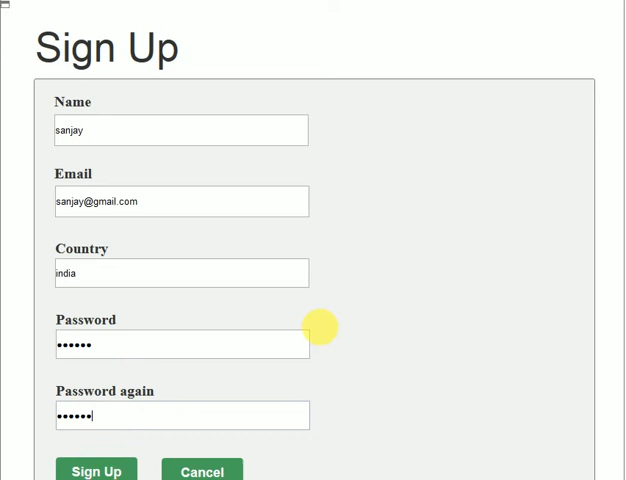 Sign Up
Name
sanjay
Email
sanjay@gmail.com
Country
india
Password
••••••
Password again
••••••
Sign Up Cancel